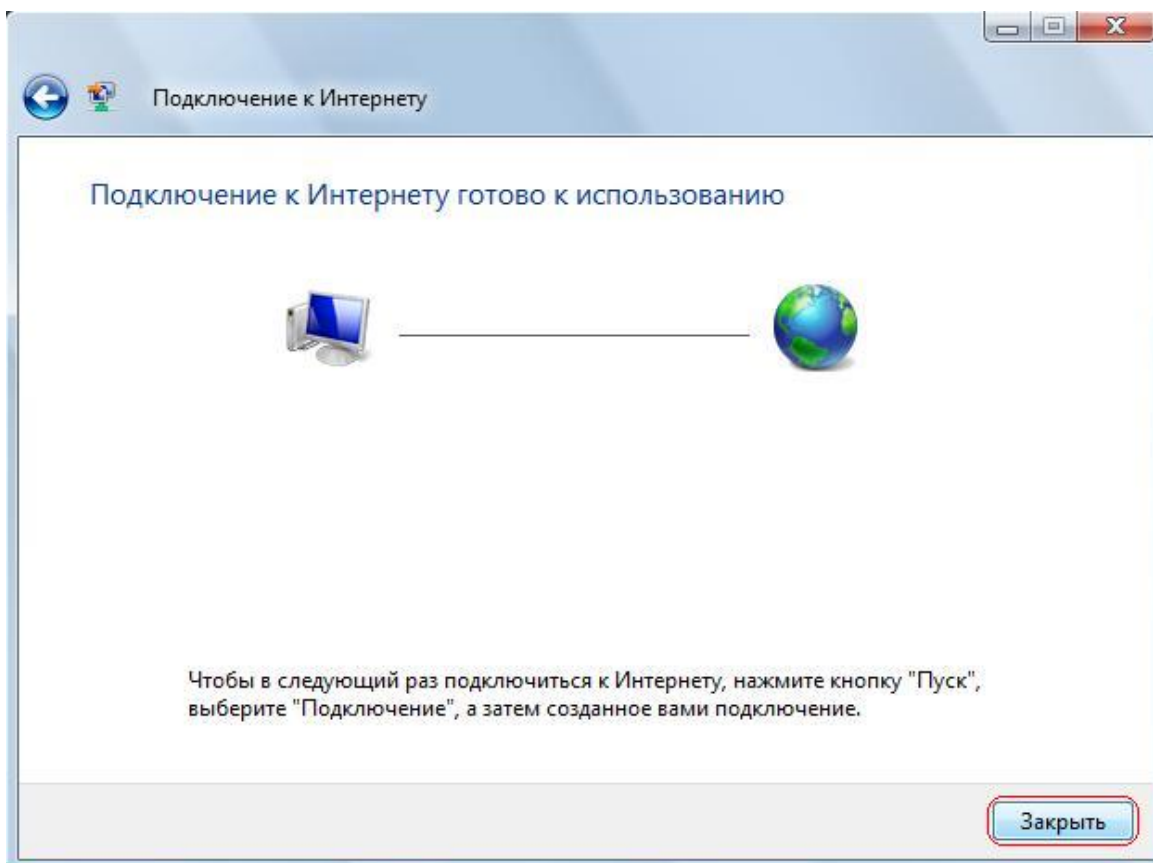 Подключение к Интернету
Подключение к Интернету готово к использованию
Чтобы в следующий раз подключиться к Интернету, нажмите кнопку "Пуск",
выберите "Подключение", а затем созданное вами подключение.
Закрыть